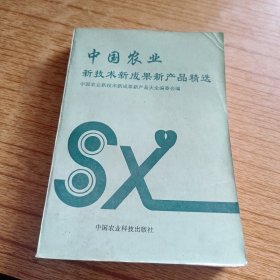 中国农业
新技术新成果新产品精选
中国农业新技术新成果新产品大全编委会编
SX
中国农业科技出版社